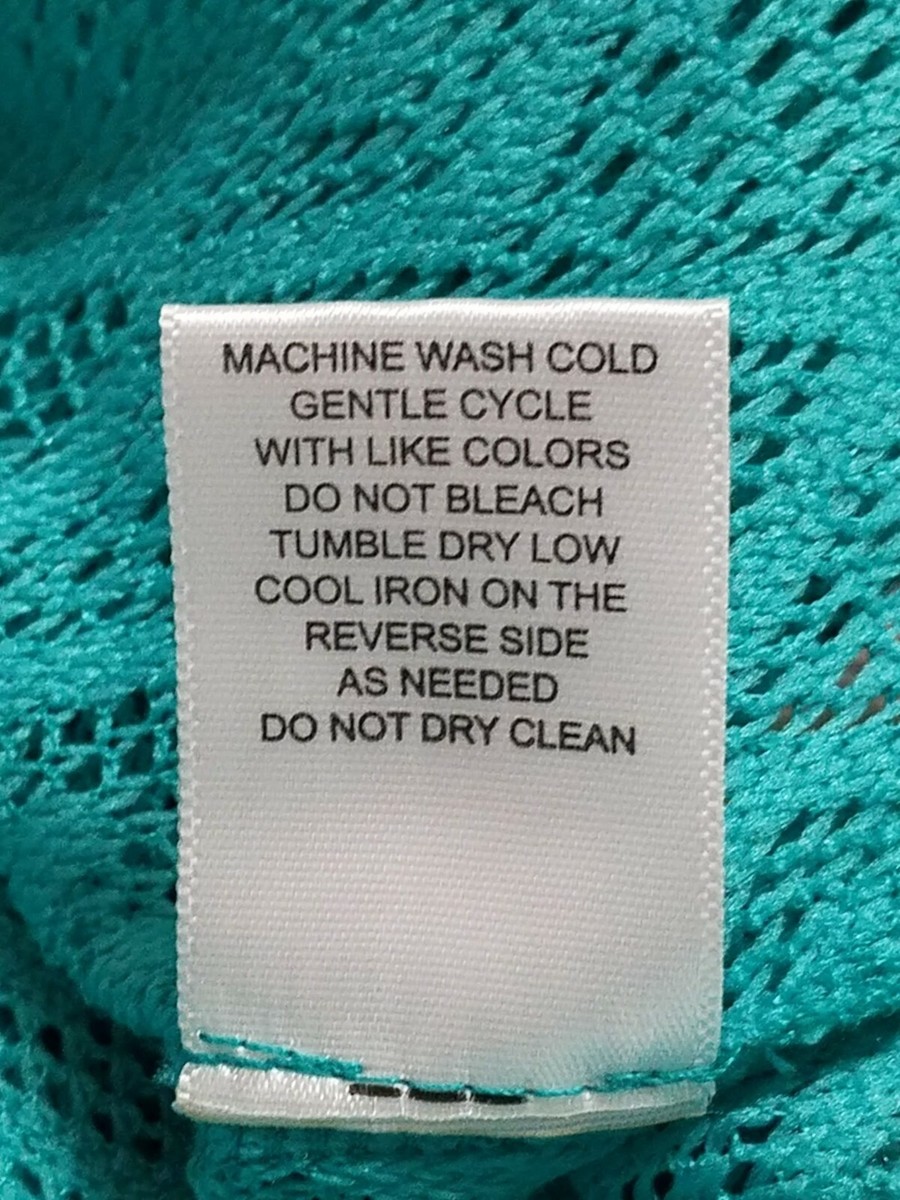 MACHINE WASH COLD
GENTLE CYCLE
WITH LIKE COLORS
DO NOT BLEACH
TUMBLE DRY LOW
COOL IRON ON THE
REVERSE SIDE
AS NEEDED
DO NOT DRY CLEAN